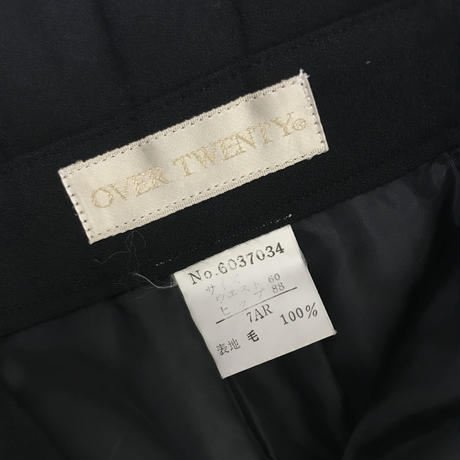 OVER TWENTY
No.6037034
サイズ
ウエスト 60
ヒップ 88
7AR
表地 毛 100%